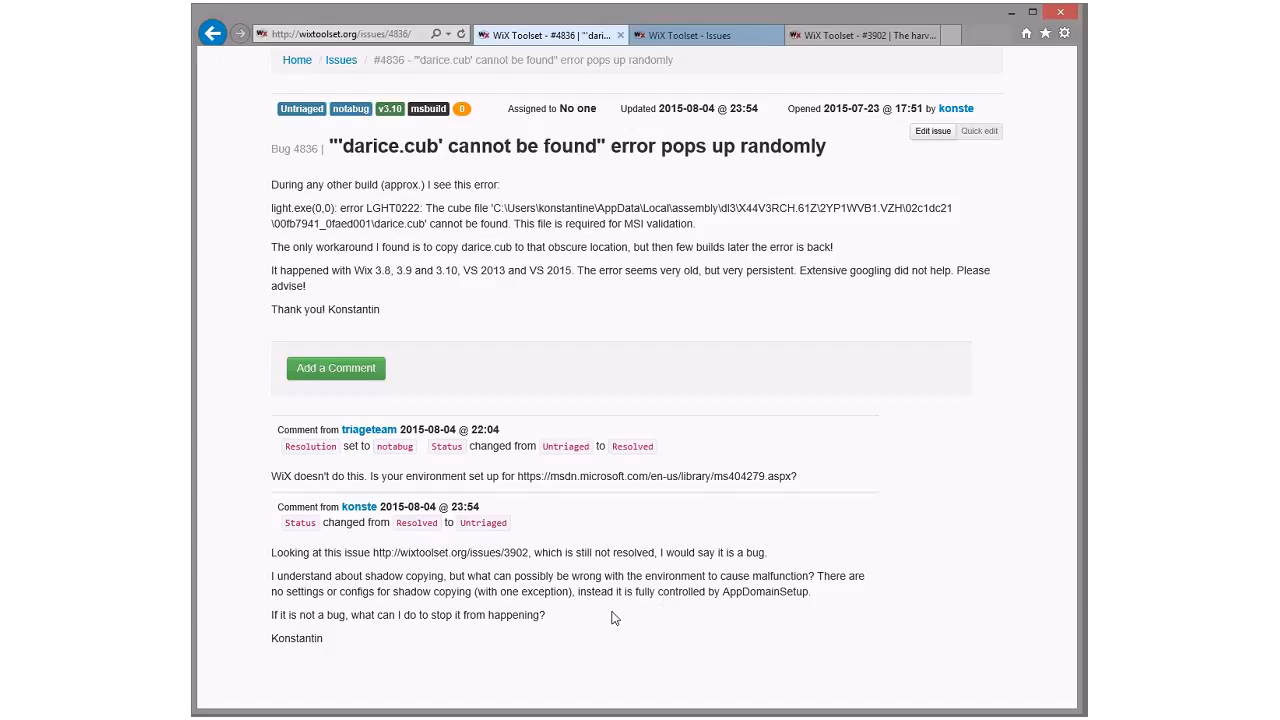 http://wixtoolset.org/issues/4836/
WiX Toolset - #4836 | "'dari...
WiX Toolset - Issues
WiX Toolset - #3902 | The harv...
Home / Issues / #4836 - "'darice.cub' cannot be found" error pops up randomly
Untriaged notabug v3.10 msbuild 0 Assigned to No one Updated 2015-08-04 @ 23:54 Opened 2015-07-23 @ 17:51 by konste
Edit issue Quick edit
Bug 4836 | "'darice.cub' cannot be found" error pops up randomly
During any other build (approx.) I see this error:
light.exe(0,0): error LGHT0222: The cube file 'C:\Users\konstantine\AppData\Local\assembly\dl3\X44V3RCH.61Z\2YP1WVB1.VZH\02c1dc21
\00fb7941_0faed001\darice.cub' cannot be found. This file is required for MSI validation.
The only workaround I found is to copy darice.cub to that obscure location, but then few builds later the error is back!
It happened with Wix 3.8, 3.9 and 3.10, VS 2013 and VS 2015. The error seems very old, but very persistent. Extensive googling did not help. Please
advise!
Thank you! Konstantin
Add a Comment
Comment from triageteam 2015-08-04 @ 22:04
Resolution set to notabug Status changed from Untriaged to Resolved
WiX doesn't do this. Is your environment set up for https://msdn.microsoft.com/en-us/library/ms404279.aspx?
Comment from konste 2015-08-04 @ 23:54
Status changed from Resolved to Untriaged
Looking at this issue http://wixtoolset.org/issues/3902, which is still not resolved, I would say it is a bug.
I understand about shadow copying, but what can possibly be wrong with the environment to cause malfunction? There are
no settings or configs for shadow copying (with one exception), instead it is fully controlled by AppDomainSetup.
If it is not a bug, what can I do to stop it from happening?
Konstantin